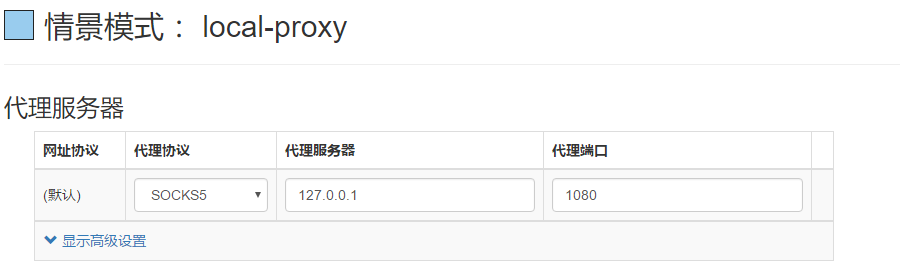 情景模式： local-proxy
代理服务器
网址协议 代理协议 代理服务器 代理端口
(默认) SOCKS5 127.0.0.1 1080
显示高级设置